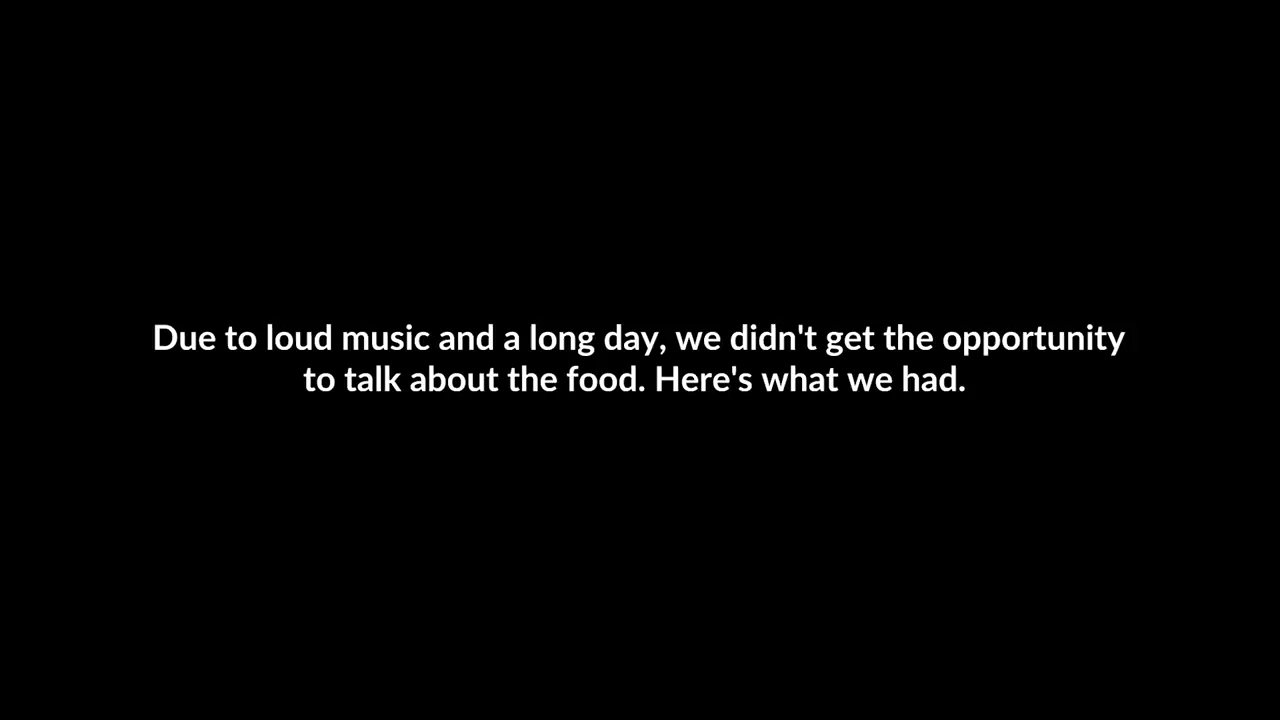 Due to loud music and a long day, we didn't get the opportunity
to talk about the food. Here's what we had.